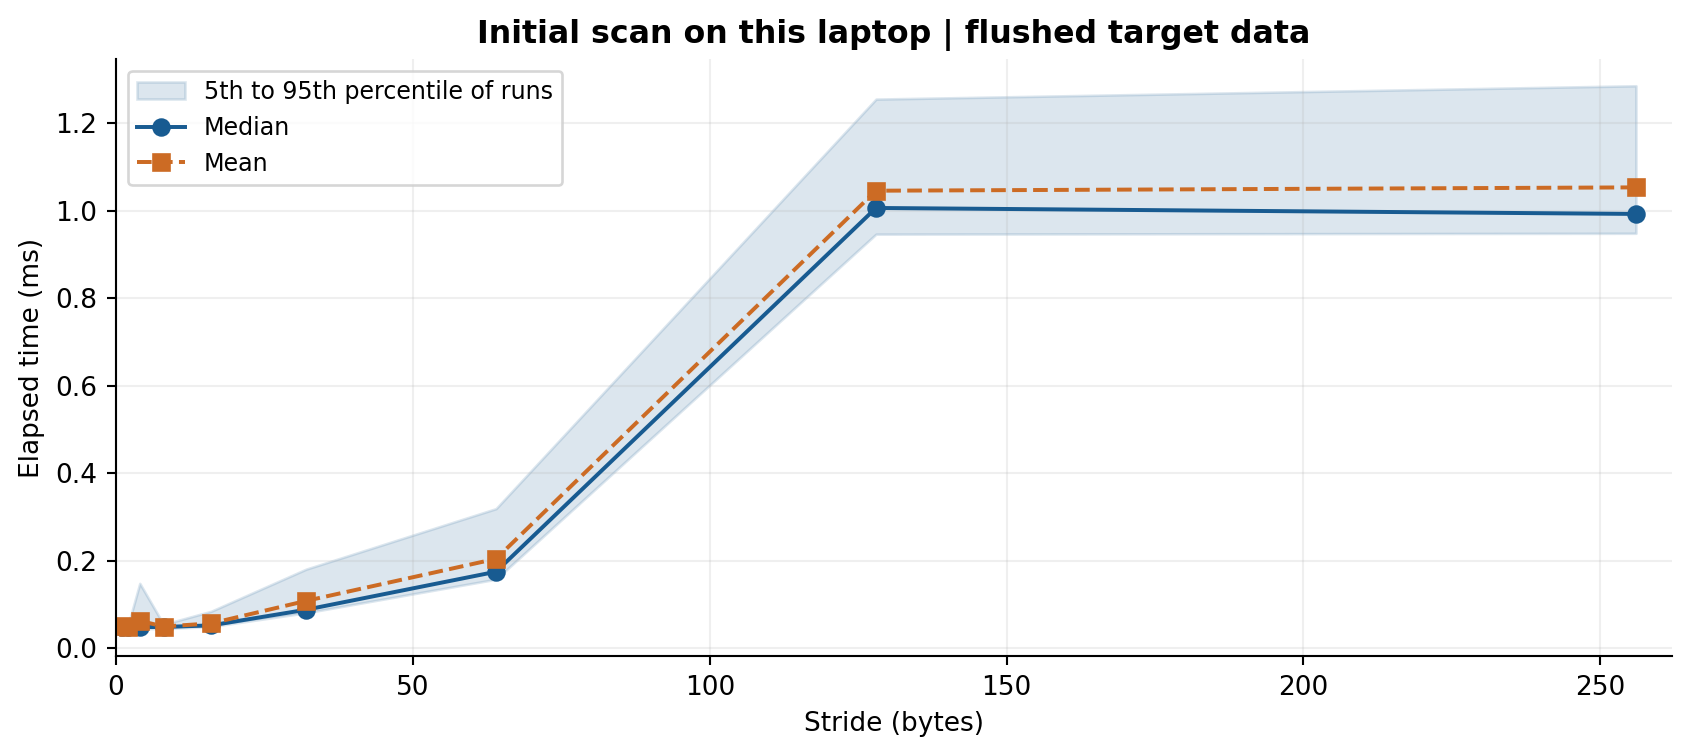 Initial scan on this laptop | flushed target data
5th to 95th percentile of runs
Median
Mean
Elapsed time (ms)
1.2
1.0
0.8
0.6
0.4
0.2
0.0
0 50 100 150 200 250
Stride (bytes)